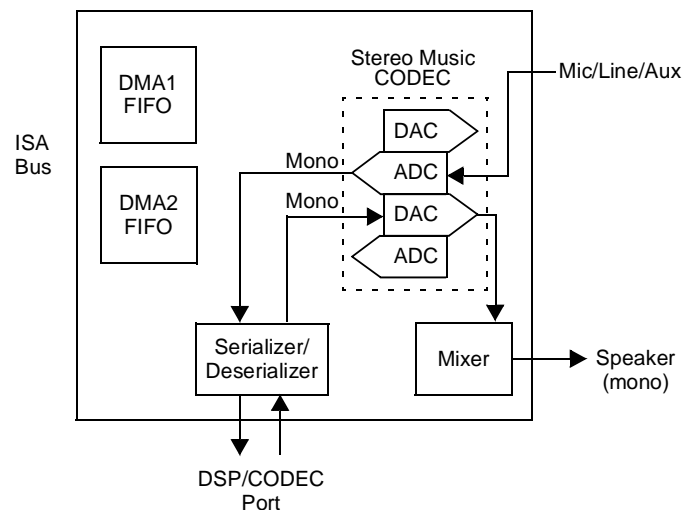 Stereo Music
CODEC
Mic/Line/Aux
DMA1
FIFO
ISA
Bus
DMA2
FIFO
Mono
Mono
DAC
ADC
DAC
ADC
Serializer/
Deserializer
Mixer
Speaker
(mono)
DSP/CODEC
Port